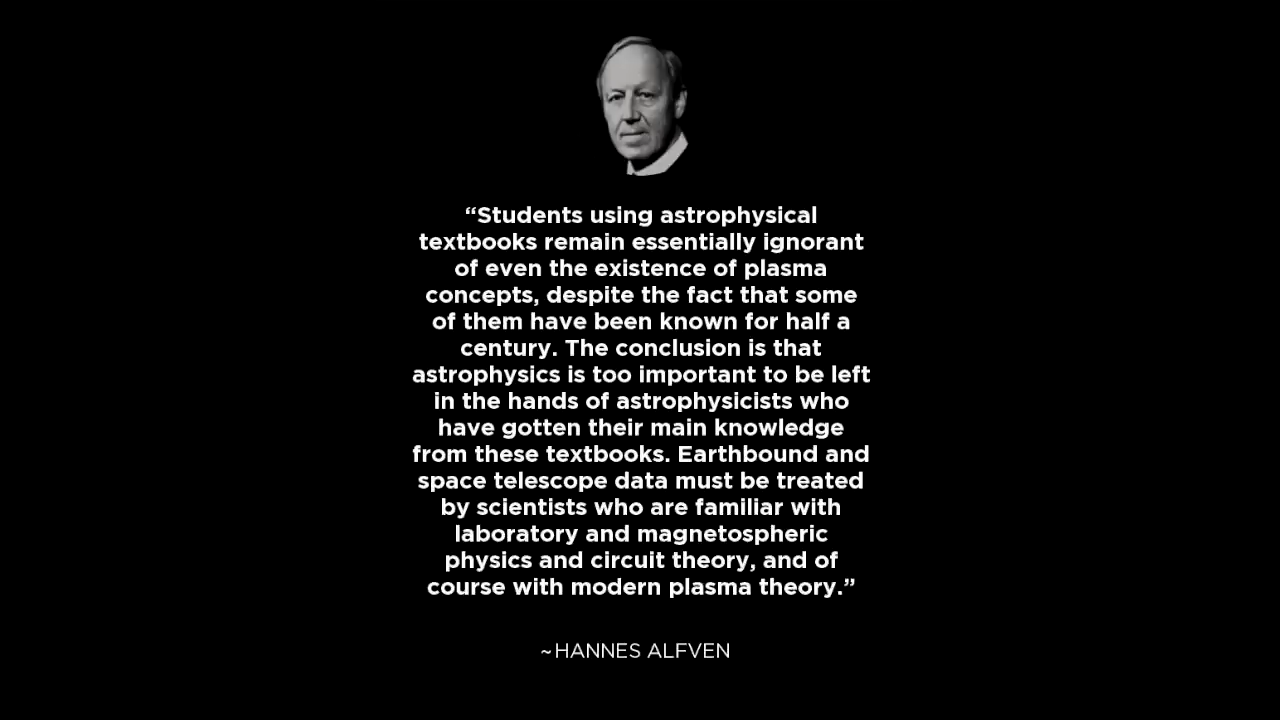 “Students using astrophysical
textbooks remain essentially ignorant
of even the existence of plasma
concepts, despite the fact that some
of them have been known for half a
century. The conclusion is that
astrophysics is too important to be left
in the hands of astrophysicists who
have gotten their main knowledge
from these textbooks. Earthbound and
space telescope data must be treated
by scientists who are familiar with
laboratory and magnetospheric
physics and circuit theory, and of
course with modern plasma theory.”
~HANNES ALFVEN